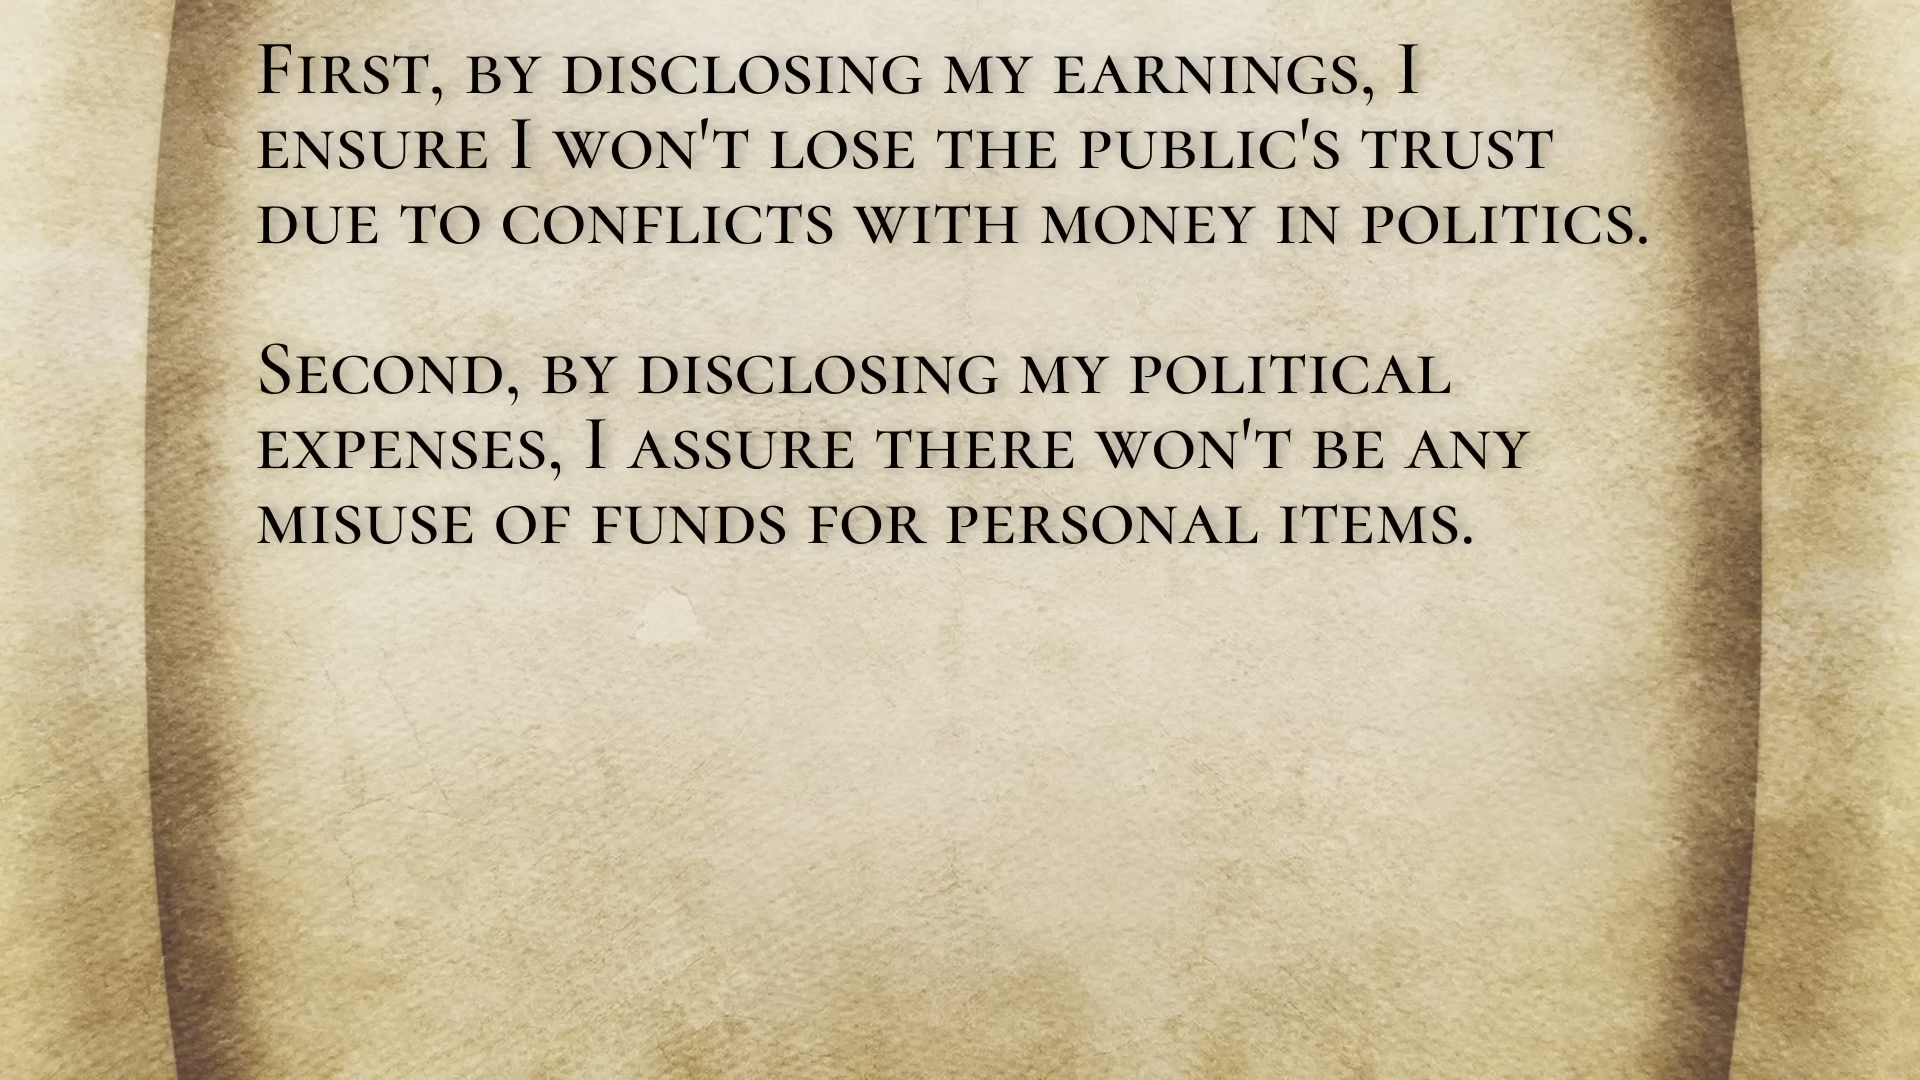 First, by disclosing my earnings, I
ensure I won't lose the public's trust
due to conflicts with money in politics.
Second, by disclosing my political
expenses, I assure there won't be any
misuse of funds for personal items.